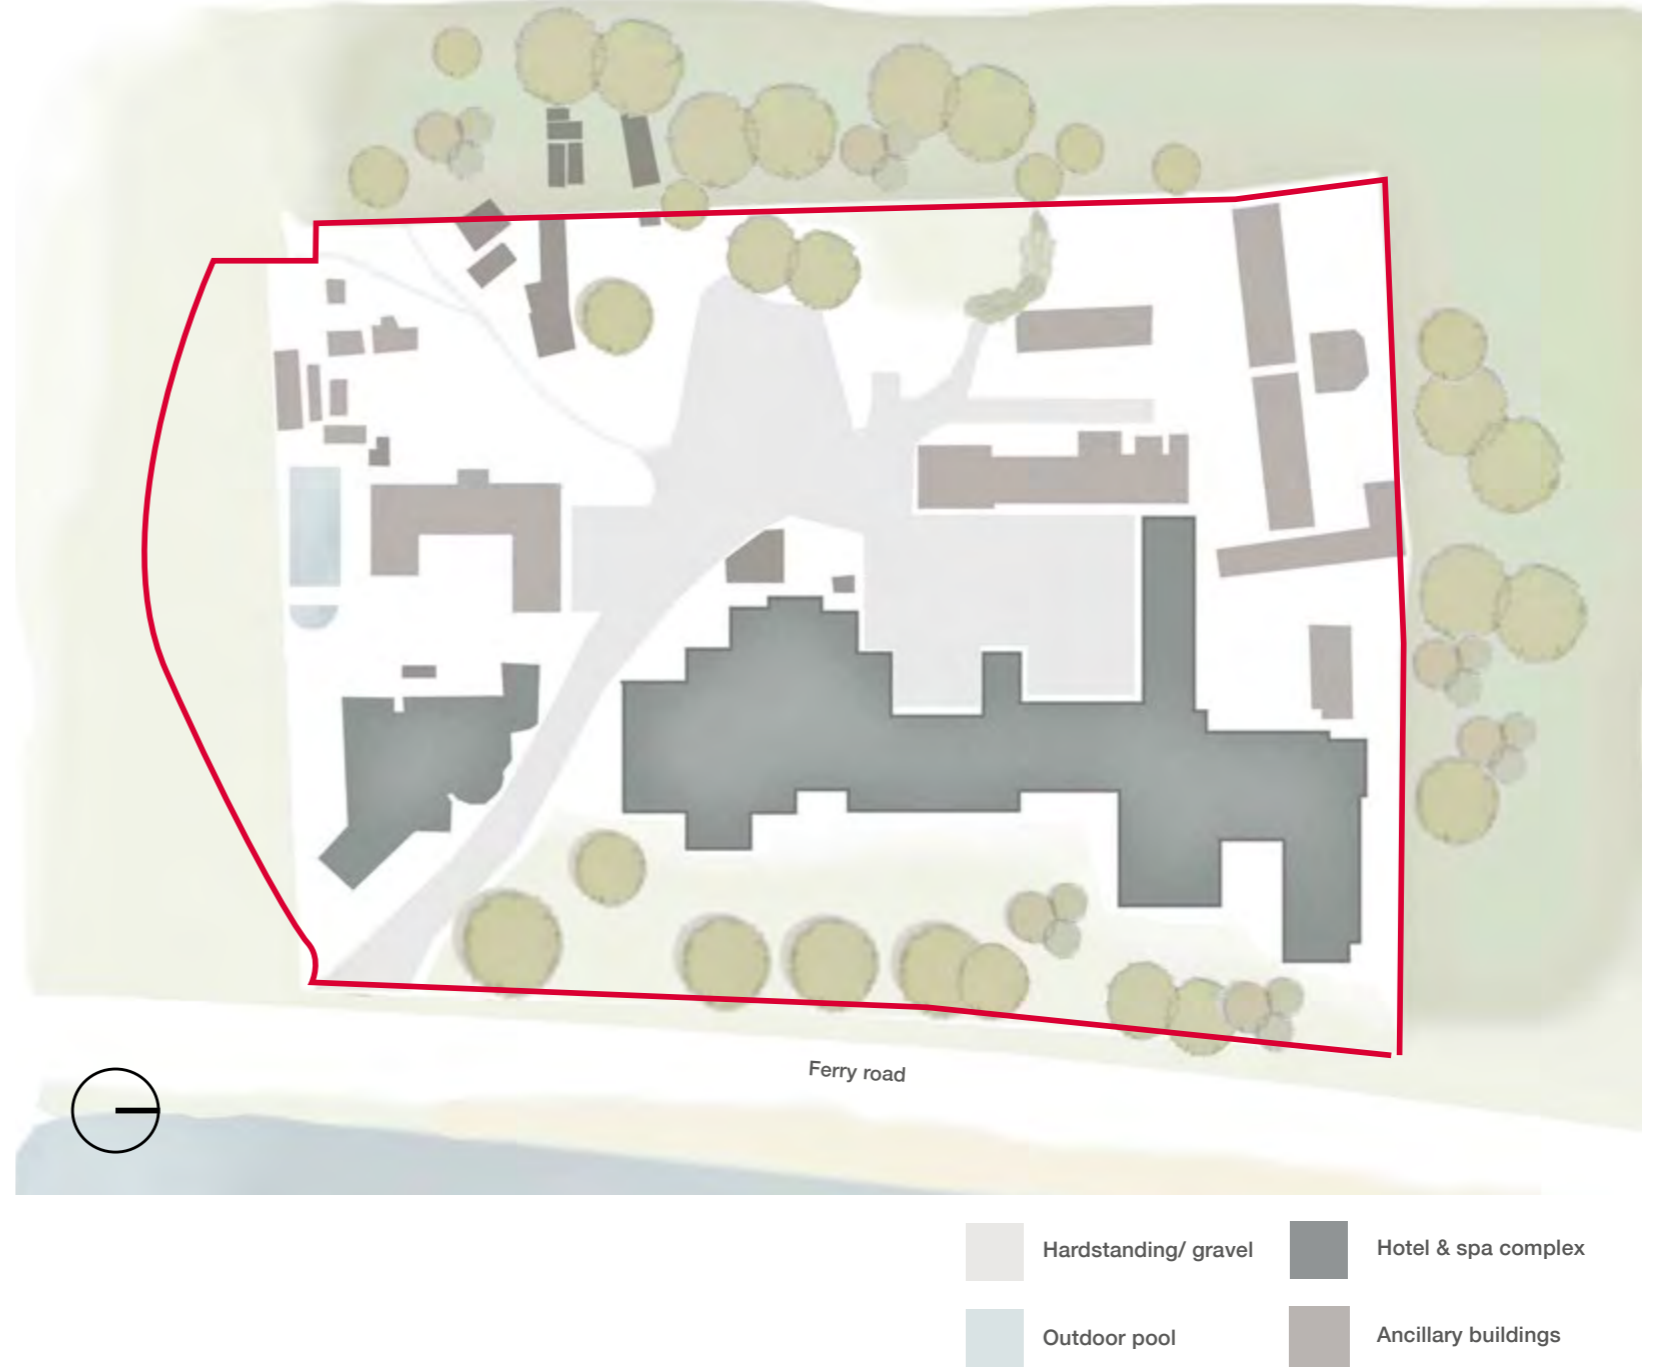 Ferry road
Hardstanding/ gravel
Hotel & spa complex
Outdoor pool
Ancillary buildings